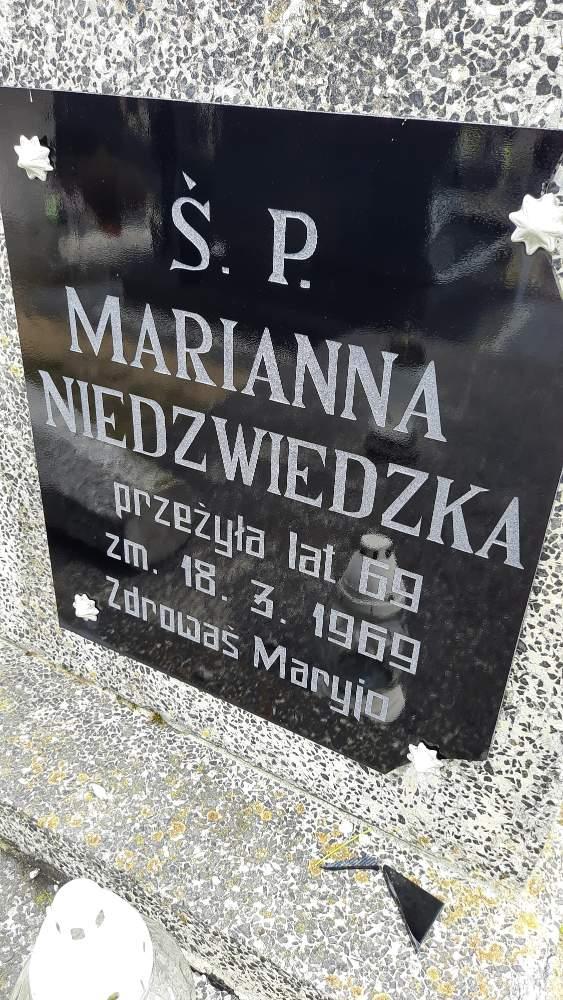 Ś. P.
MARIANNA
NIEDZWIEDZKA
przeżyła lat 69
zm. 18. 3. 1969
Zdrowaś Maryjo